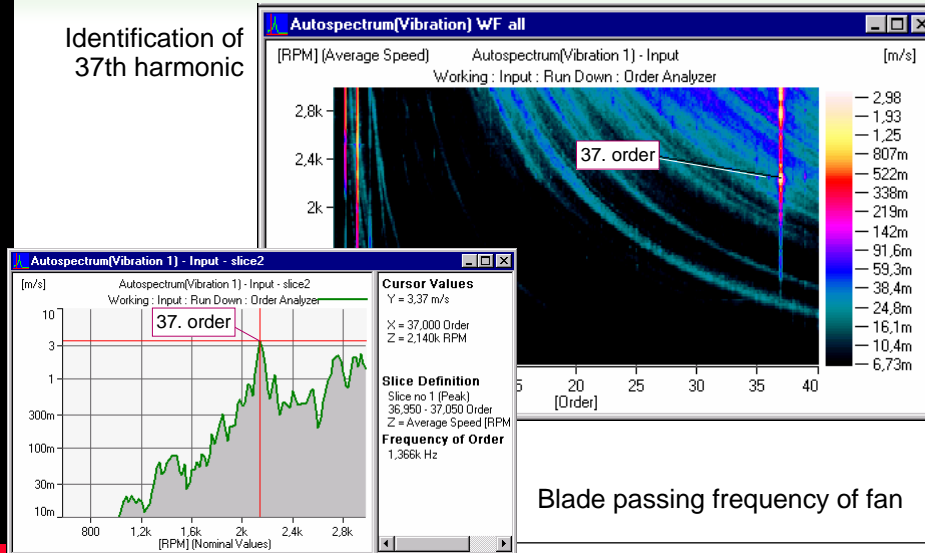 Identification of
37th harmonic
Autospectrum(Vibration) WF all
[RPM] (Average Speed) Autospectrum(Vibration 1) - Input [m/s]
Working : Input : Run Down : Order Analyzer
2,8k
2,4k
2k
37. order
2,98
1,93
1,25
807m
522m
338m
219m
142m
91,6m
59,3m
38,4m
24,8m
16,1m
10,4m
6,73m
5 20 25 30 35 40
[Order]
Autospectrum(Vibration 1) - Input - slice2
[m/s] Autospectrum(Vibration 1) - Input - slice2
Working : Input : Run Down : Order Analyzer
37. order
10
3
1
300m
100m
30m
10m
800 1,2k 1,6k 2k 2,4k 2,8k
[RPM] (Nominal Values)
Cursor Values
Y = 3,37 m/s
X = 37,000 Order
Z = 2,140k RPM
Slice Definition
Slice no 1 (Peak)
36,950 - 37,050 Order
Z = Average Speed [RPM
Frequency of Order
1,366k Hz
Blade passing frequency of fan